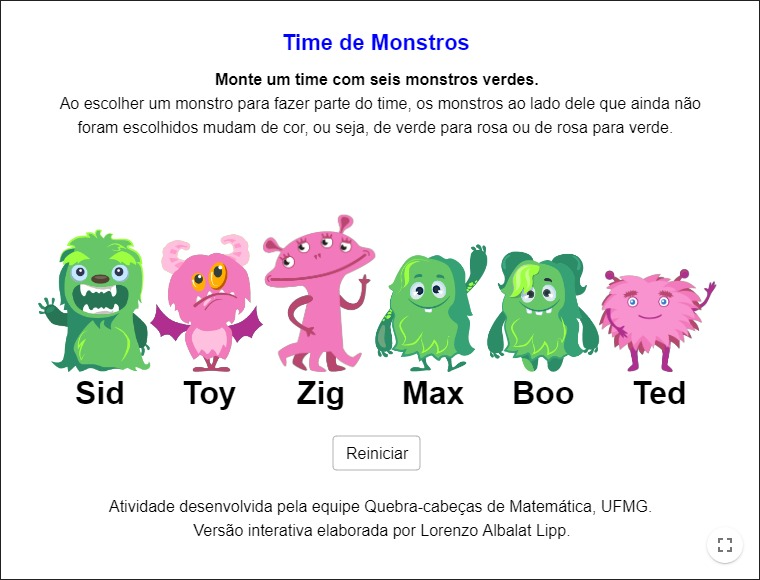 Time de Monstros
Monte um time com seis monstros verdes.
Ao escolher um monstro para fazer parte do time, os monstros ao lado dele que ainda não
foram escolhidos mudam de cor, ou seja, de verde para rosa ou de rosa para verde.
Sid Toy Zig Max Boo Ted
Reiniciar
Atividade desenvolvida pela equipe Quebra-cabeças de Matemática, UFMG.
Versão interativa elaborada por Lorenzo Albalat Lipp.